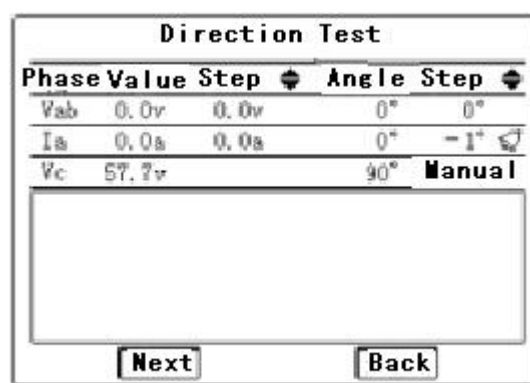 Direction Test
Phase Value Step Angle Step
Vab 0.0v 0.0v 0° 0°
Ia 0.0a 0.0a 0° -1°
Vc 57.7v 90° Manual
Next Back